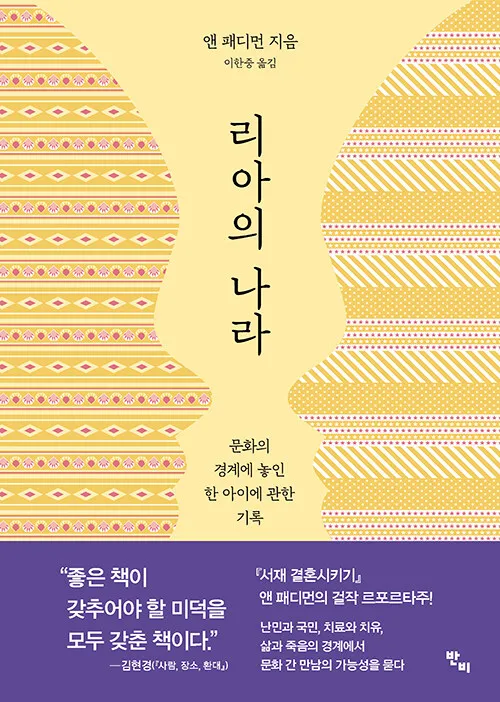 앤 패디먼 지음
이한중 옮김
리아의 나라
문화의
경계에 놓인
한 아이에 관한
기록
“좋은 책이
갖추어야 할 미덕을
모두 갖춘 책이다.”
—김현경(『사람, 장소, 환대』)
『서재 결혼시키기』
앤 패디먼의 걸작 르포르타주!
난민과 국민, 치료와 치유,
삶과 죽음의 경계에서
문화 간 만남의 가능성을 묻다
반비